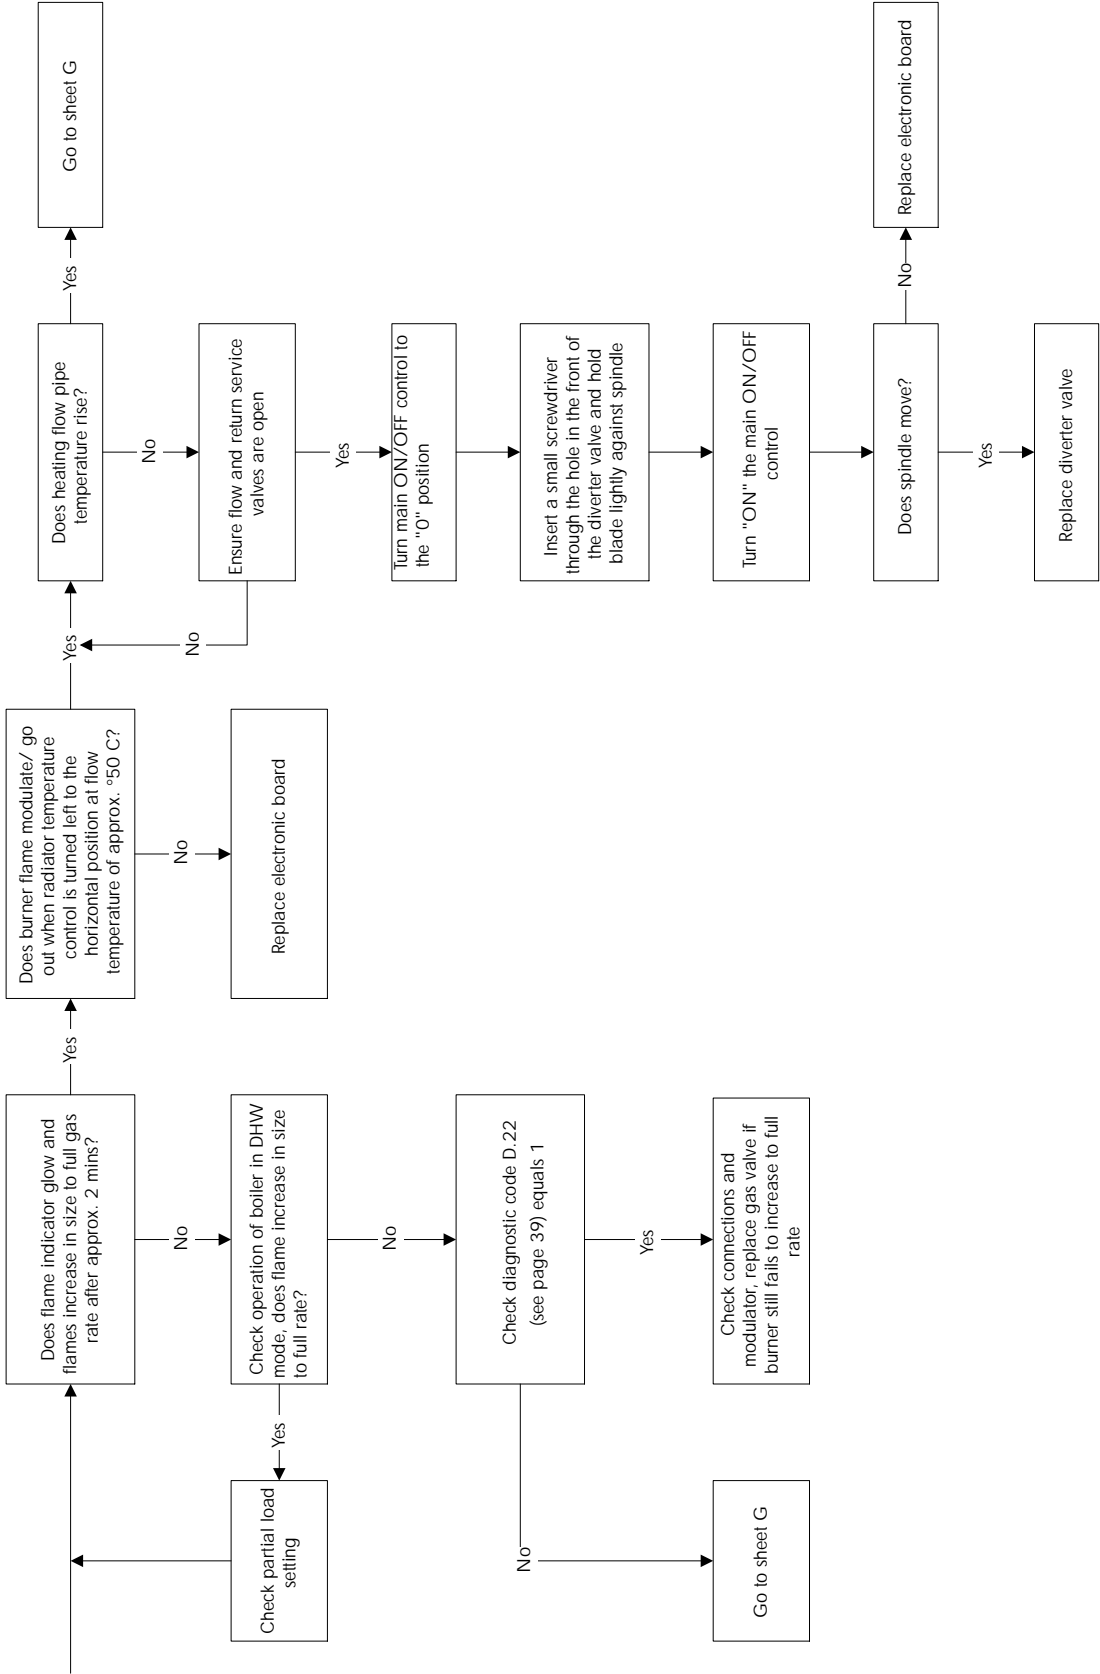 Does flame indicator glow and
flames increase in size to full gas
rate after approx. 2 mins?
Yes
Does burner flame modulate/ go
out when radiator temperature
control is turned left to the
horizontal position at flow
temperature of approx. °50 C?
Yes
Does heating flow pipe
temperature rise?
Yes
Go to sheet G
No
Check operation of boiler in DHW
mode, does flame increase in size
to full rate?
Yes
Check partial load
setting
No
Replace electronic board
No
Ensure flow and return service
valves are open
No
Yes
Turn main ON/OFF control to
the "0" position
No
Check diagnostic code D.22
(see page 39) equals 1
No
Go to sheet G
Yes
Check connections and
modulator, replace gas valve if
burner still fails to increase to full
rate
Insert a small screwdriver
through the hole in the front of
the diverter valve and hold
blade lightly against spindle
Turn "ON" the main ON/OFF
control
Does spindle move?
No
Replace electronic board
Yes
Replace diverter valve